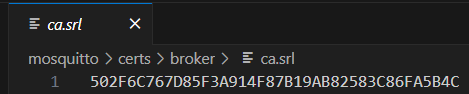 ca.srl
mosquitto > certs > broker > ca.srl
1 502F6C767D85F3A914F87B19AB82583C86FA5B4C